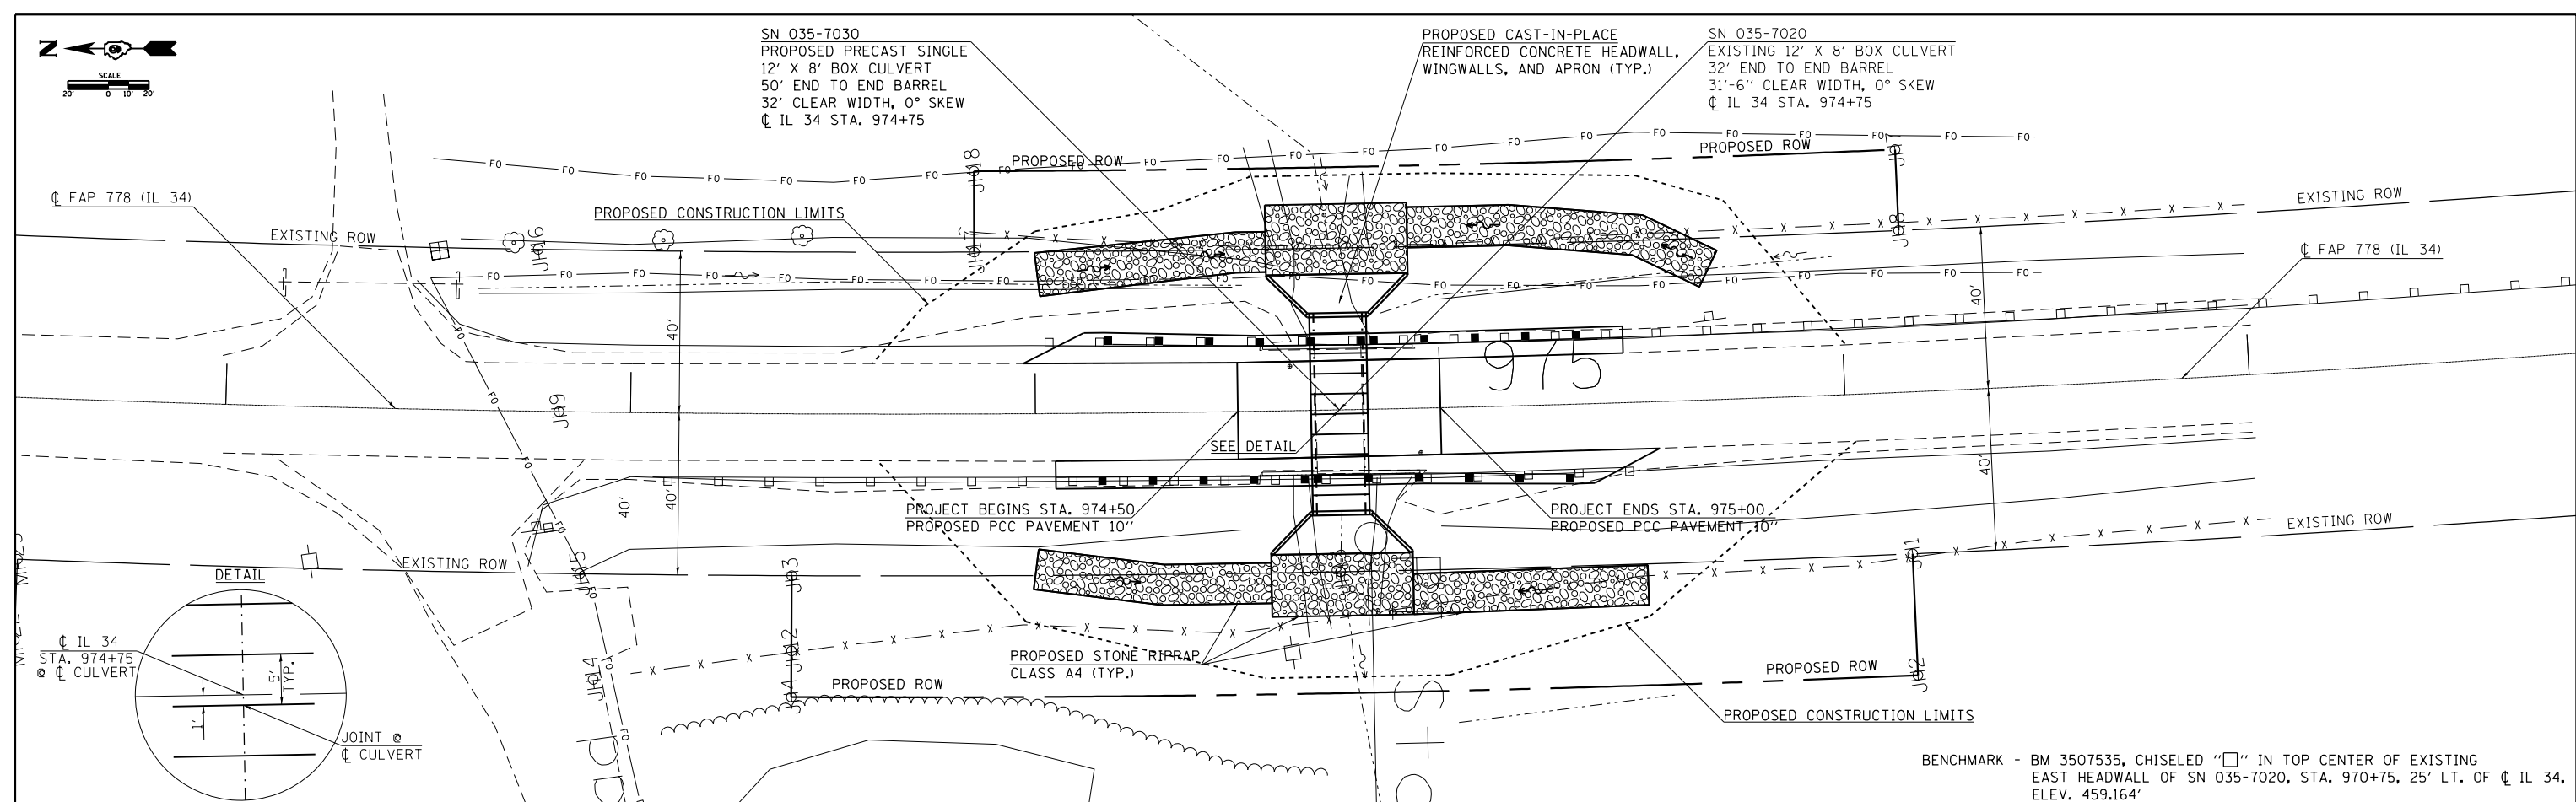 N
SCALE
20' 0 10' 20'
SN 035-7030
PROPOSED PRECAST SINGLE
12' X 8' BOX CULVERT
50' END TO END BARREL
32' CLEAR WIDTH, 0° SKEW
℄ IL 34 STA. 974+75
PROPOSED CAST-IN-PLACE
REINFORCED CONCRETE HEADWALL,
WINGWALLS, AND APRON (TYP.)
SN 035-7020
EXISTING 12' X 8' BOX CULVERT
32' END TO END BARREL
31'-6" CLEAR WIDTH, 0° SKEW
℄ IL 34 STA. 974+75
PROPOSED ROW
PROPOSED ROW
℄ FAP 778 (IL 34)
PROPOSED CONSTRUCTION LIMITS
EXISTING ROW
EXISTING ROW
℄ FAP 778 (IL 34)
40'
40'
975
SEE DETAIL
40'
40'
40'
PROJECT BEGINS STA. 974+50
PROPOSED PCC PAVEMENT 10"
PROJECT ENDS STA. 975+00
PROPOSED PCC PAVEMENT 10"
EXISTING ROW
EXISTING ROW
DETAIL
℄ IL 34
STA. 974+75
@ ℄ CULVERT
5'
TYP.
1'
JOINT @
℄ CULVERT
PROPOSED STONE RIPRAP
CLASS A4 (TYP.)
PROPOSED ROW
PROPOSED ROW
PROPOSED CONSTRUCTION LIMITS
BENCHMARK - BM 3507535, CHISELED "□" IN TOP CENTER OF EXISTING
EAST HEADWALL OF SN 035-7020, STA. 970+75, 25' LT. OF ℄ IL 34,
ELEV. 459.164'